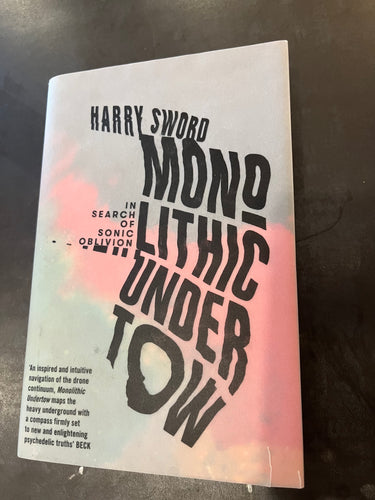 HARRY SWORD
MONO
LITHIC
UNDER
TOW
IN
SEARCH
OF
SONIC
OBLIVION
'An inspired and intuitive
navigation of the drone
continuum, Monolithic
Undertow maps the
heavy underground with
a compass firmly set
to new and enlightening
psychedelic truths' BECK